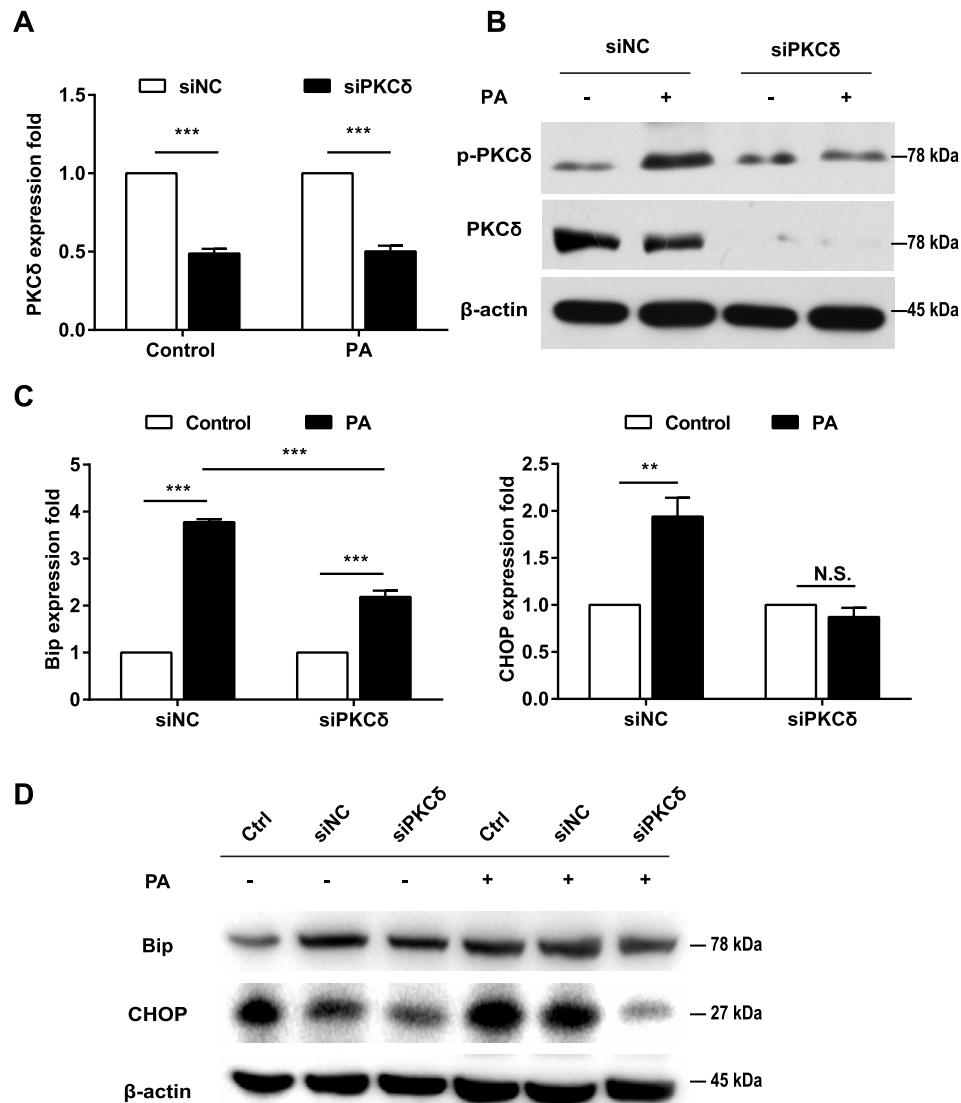 A
siNC siPKCδ
PKCδ expression fold
1.5
1.0
0.5
0.0
***
***
Control PA
B
siNC siPKCδ
PA - + - +
p-PKCδ 78 kDa
PKCδ 78 kDa
β-actin 45 kDa
C
Control PA
Bip expression fold
5
4
3
2
1
0
***
***
***
siNC siPKCδ
Control PA
CHOP expression fold
2.5
2.0
1.5
1.0
0.5
0.0
**
N.S.
siNC siPKCδ
D
Ctrl siNC siPKCδ Ctrl siNC siPKCδ
PA - - - + + +
Bip 78 kDa
CHOP 27 kDa
β-actin 45 kDa